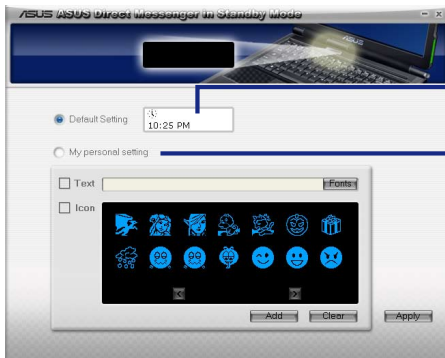 ASUS ASUS Direct Messenger in Standby Mode
Default Setting
10:25 PM
My personal setting
Text
Fonts
Icon
Add Clear Apply